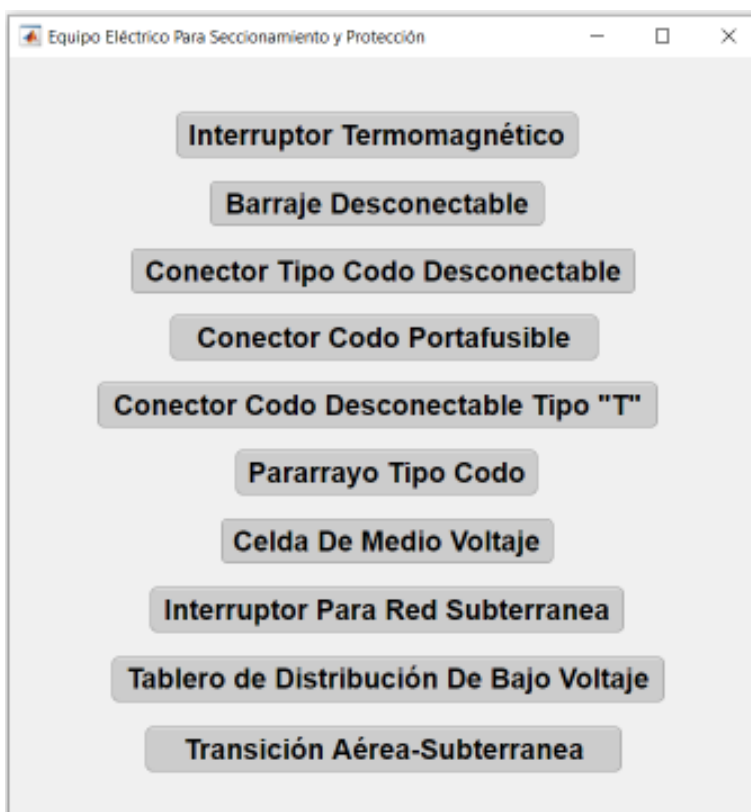 Equipo Eléctrico Para Seccionamiento y Protección
Interruptor Termomagnético
Barraje Desconectable
Conector Tipo Codo Desconectable
Conector Codo Portafusible
Conector Codo Desconectable Tipo "T"
Pararrayo Tipo Codo
Celda De Medio Voltaje
Interruptor Para Red Subterranea
Tablero de Distribución De Bajo Voltaje
Transición Aérea-Subterranea